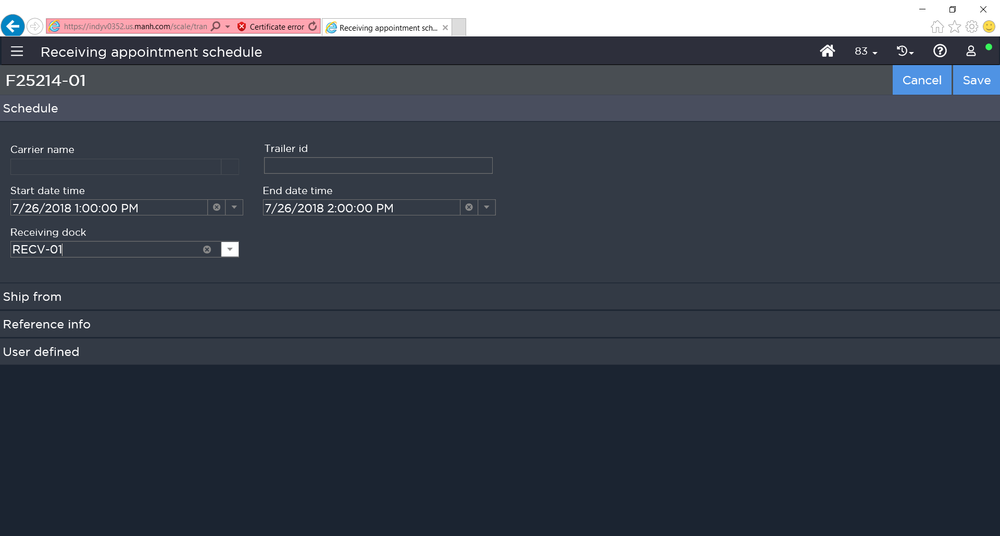 https://indyv0352.us.manh.com/scale/tran
Certificate error
Receiving appointment sch...
Receiving appointment schedule
83
F25214-01
Cancel
Save
Schedule
Carrier name
Trailer id
Start date time
End date time
7/26/2018 1:00:00 PM
7/26/2018 2:00:00 PM
Receiving dock
RECV-01
Ship from
Reference info
User defined